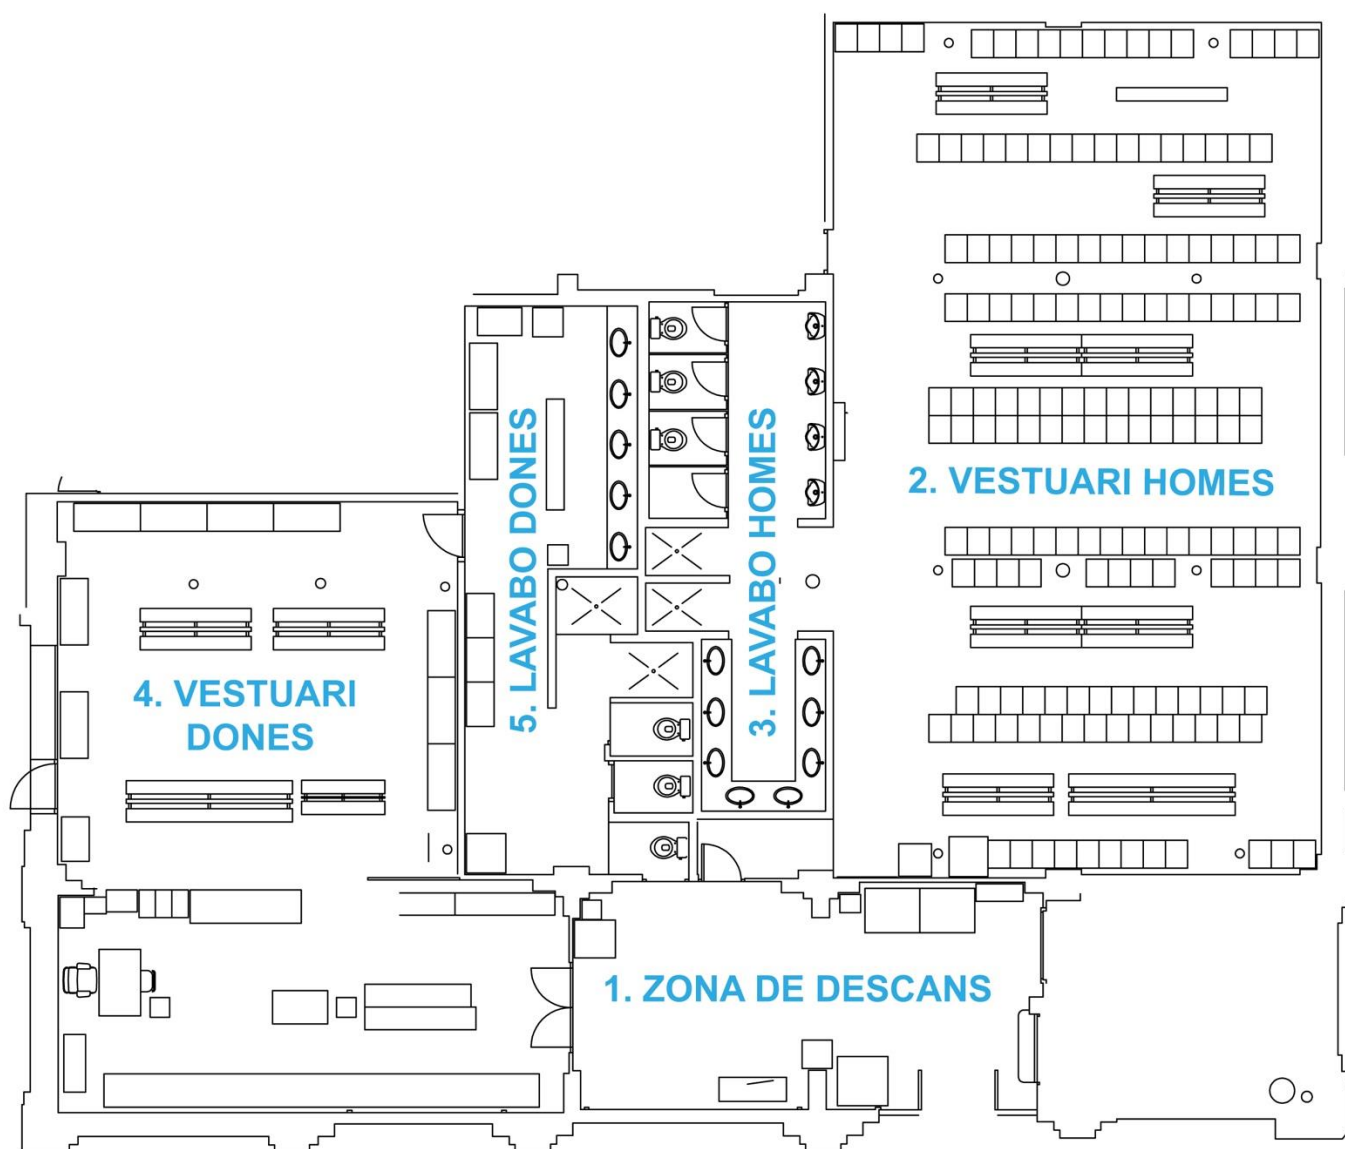 2. VESTUARI HOMES
5. LAVABO DONES
3. LAVABO HOMES
4. VESTUARI
DONES
1. ZONA DE DESCANS